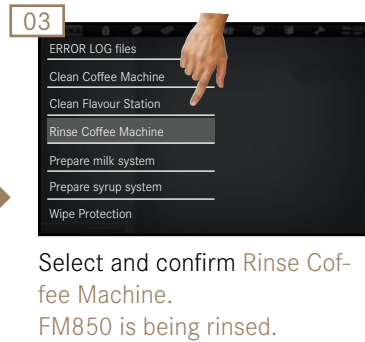 03
ERROR LOG files
Clean Coffee Machine
Clean Flavour Station
Rinse Coffee Machine
Prepare milk system
Prepare syrup system
Wipe Protection
Select and confirm Rinse Cof-
fee Machine.
FM850 is being rinsed.